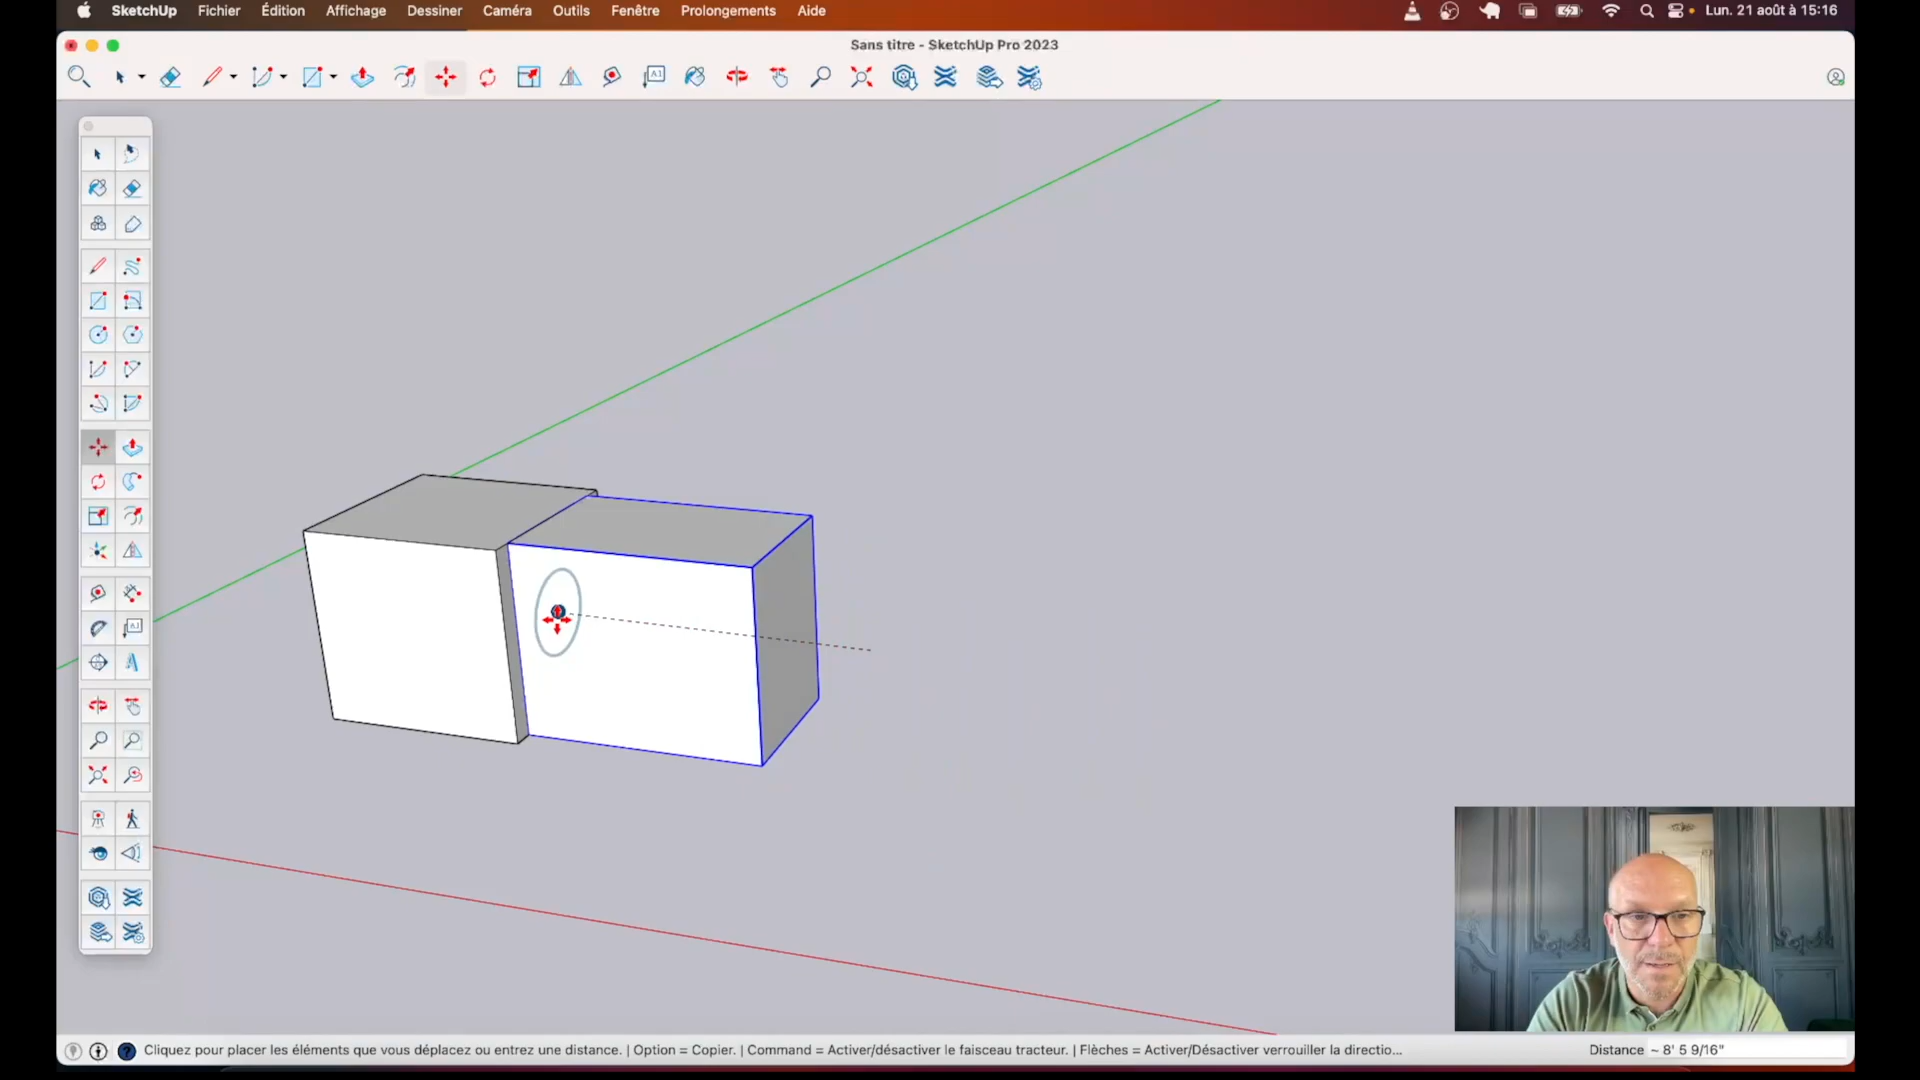 SketchUp Fichier Édition Affichage Dessiner Caméra Outils Fenêtre Prolongements Aide Lun. 21 août à 15:16
Sans titre - SketchUp Pro 2023
A1
A1
A
Cliquez pour placer les éléments que vous déplacez ou entrez une distance. | Option = Copier. | Command = Activer/désactiver le faisceau tracteur. | Flèches = Activer/Désactiver verrouiller la directio... Distance ~ 8' 5 9/16"